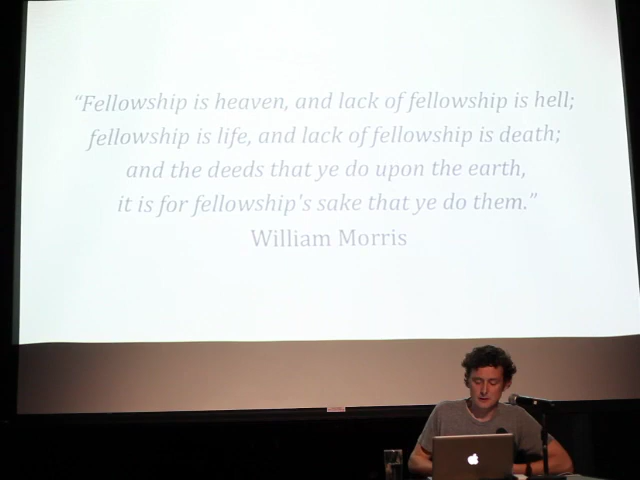 “Fellowship is heaven, and lack of fellowship is hell;
fellowship is life, and lack of fellowship is death;
and the deeds that ye do upon the earth,
it is for fellowship's sake that ye do them.”
William Morris